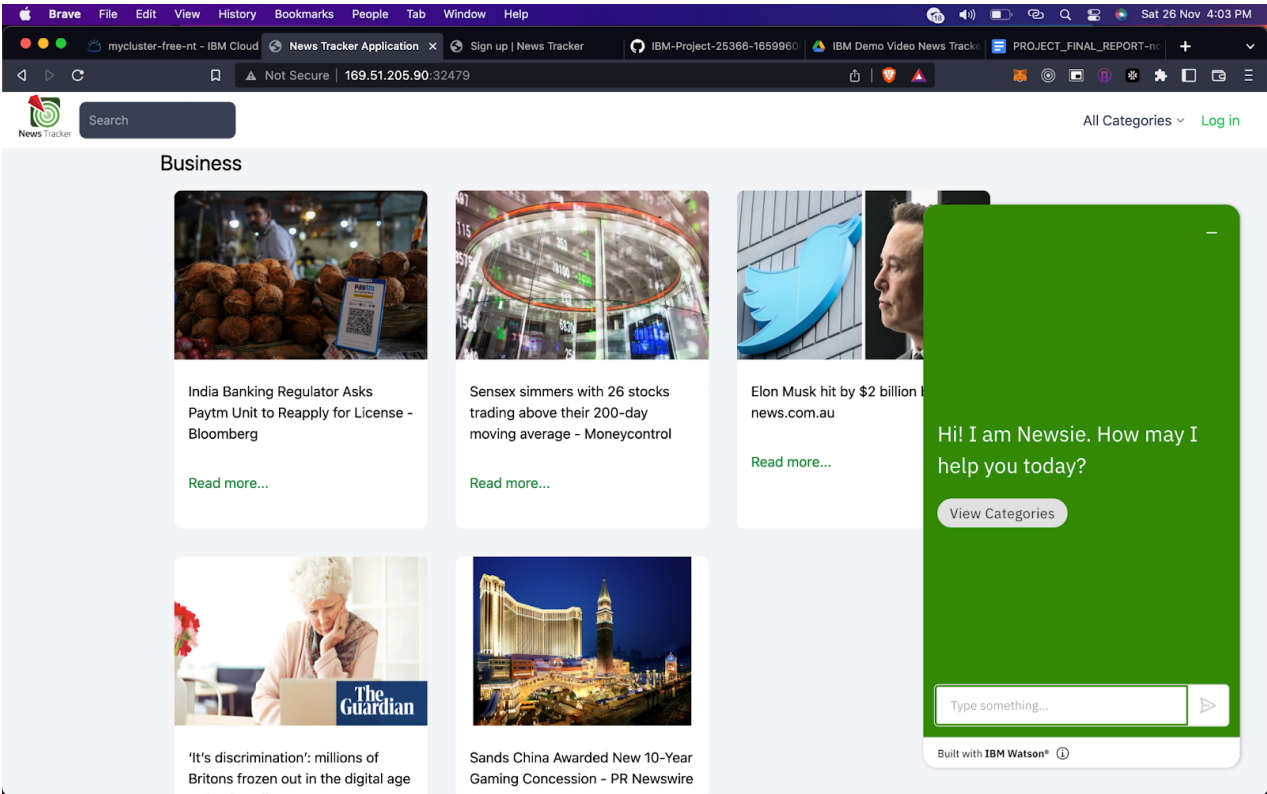 Brave File Edit View History Bookmarks People Tab Window Help
18
Sat 26 Nov 4:03 PM
mycluster-free-nt - IBM Cloud
News Tracker Application
Sign up | News Tracker
IBM-Project-25366-1659960
IBM Demo Video News Tracke
PROJECT_FINAL_REPORT-no
Not Secure
169.51.205.90:32479
News Tracker
Search
All Categories
Log in
Business
paytm
India Banking Regulator Asks
Paytm Unit to Reapply for License -
Bloomberg
Read more...
115
Sensex simmers with 26 stocks
trading above their 200-day
moving average - Moneycontrol
Read more...
Elon Musk hit by $2 billion
news.com.au
Read more...
The
Guardian
‘It’s discrimination’: millions of
Britons frozen out in the digital age
Sands China Awarded New 10-Year
Gaming Concession - PR Newswire
Hi! I am Newsie. How may I
help you today?
View Categories
Type something...
Built with IBM Watson®